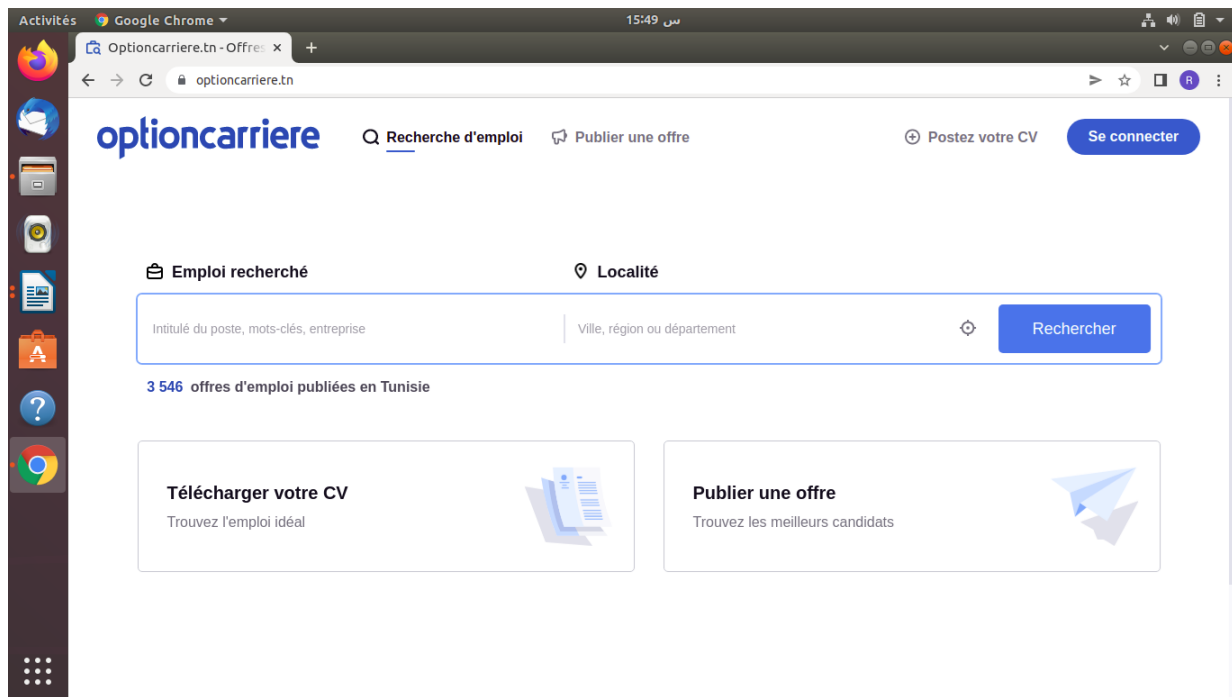 Activités Google Chrome 15:49 س
Optioncarriere.tn - Offres
optioncarriere.tn R
optioncarriere Recherche d'emploi Publier une offre Postez votre CV Se connecter
Emploi recherché Localité
Intitulé du poste, mots-clés, entreprise Ville, région ou département Rechercher
3 546 offres d'emploi publiées en Tunisie
Télécharger votre CV
Trouvez l'emploi idéal
Publier une offre
Trouvez les meilleurs candidats